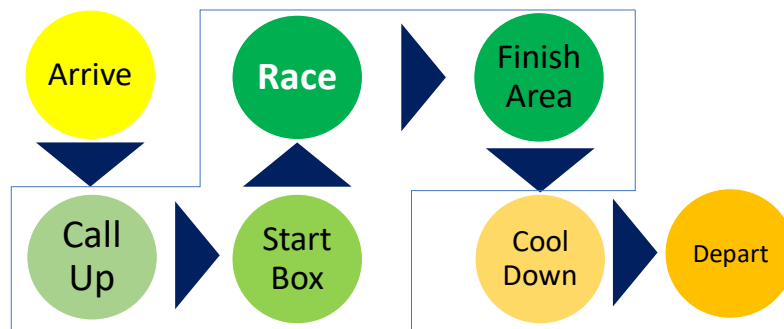 Arrive
Call
Up
Start
Box
Race
Finish
Area
Cool
Down
Depart